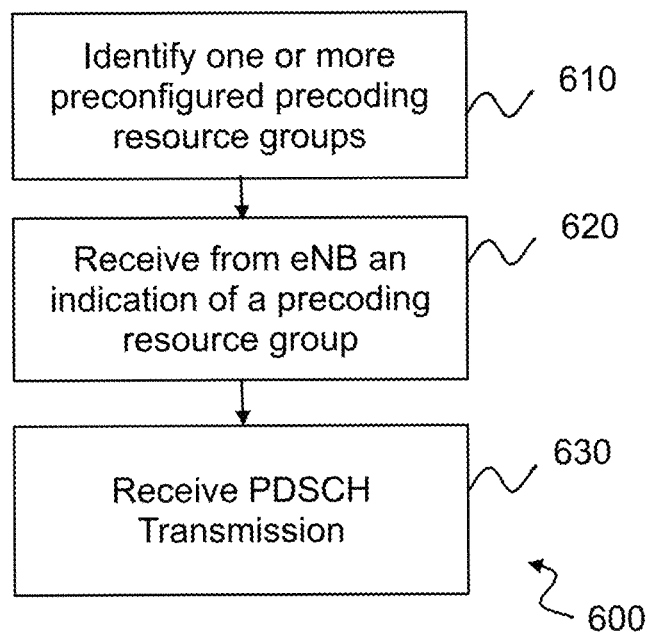 Identify one or more
preconfigured precoding
resource groups
610
Receive from eNB an
indication of a precoding
resource group
620
Receive PDSCH
Transmission
630
600